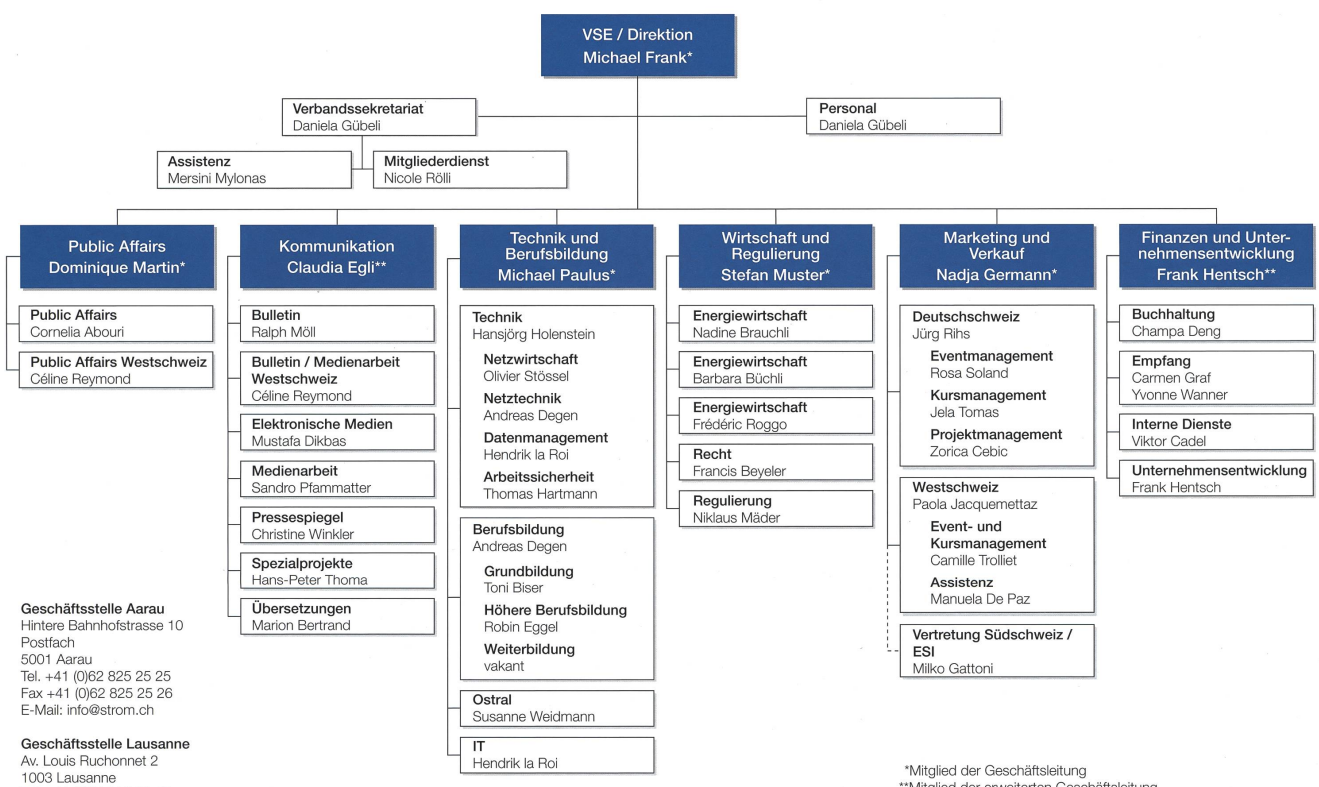 VSE / Direktion
Michael Frank*
Verbandssekretariat
Daniela Gübeli
Personal
Daniela Gübeli
Assistenz
Mersini Mylonas
Mitgliederdienst
Nicole Rölli
Public Affairs
Dominique Martin*
Public Affairs
Cornelia Abouri
Public Affairs Westschweiz
Céline Reymond
Kommunikation
Claudia Egli**
Bulletin
Ralph Möll
Bulletin / Medienarbeit
Westschweiz
Céline Reymond
Elektronische Medien
Mustafa Dikbas
Medienarbeit
Sandro Pfammatter
Pressespiegel
Christine Winkler
Spezialprojekte
Hans-Peter Thoma
Übersetzungen
Marion Bertrand
Technik und
Berufsbildung
Michael Paulus*
Technik
Hansjörg Holenstein
Netzwirtschaft
Olivier Stössel
Netztechnik
Andreas Degen
Datenmanagement
Hendrik la Roi
Arbeitssicherheit
Thomas Hartmann
Berufsbildung
Andreas Degen
Grundbildung
Toni Biser
Höhere Berufsbildung
Robin Eggel
Weiterbildung
vakant
Ostral
Susanne Weidmann
IT
Hendrik la Roi
Wirtschaft und
Regulierung
Stefan Muster*
Energiewirtschaft
Nadine Brauchli
Energiewirtschaft
Barbara Büchli
Energiewirtschaft
Frédéric Roggo
Recht
Francis Beyeler
Regulierung
Niklaus Mäder
Marketing und
Verkauf
Nadja Germann*
Deutschschweiz
Jürg Rihs
Eventmanagement
Rosa Soland
Kursmanagement
Jela Tomas
Projektmanagement
Zorica Cebic
Westschweiz
Paola Jacquemettaz
Event- und
Kursmanagement
Camille Trolliet
Assistenz
Manuela De Paz
Vertretung Südschweiz /
ESI
Milko Gattoni
Finanzen und Unter-
nehmensentwicklung
Frank Hentsch**
Buchhaltung
Champa Deng
Empfang
Carmen Graf
Yvonne Wanner
Interne Dienste
Viktor Cadel
Unternehmensentwicklung
Frank Hentsch
Geschäftsstelle Aarau
Hintere Bahnhofstrasse 10
Postfach
5001 Aarau
Tel. +41 (0)62 825 25 25
Fax +41 (0)62 825 25 26
E-Mail: info@strom.ch
Geschäftsstelle Lausanne
Av. Louis Ruchonnet 2
1003 Lausanne
*Mitglied der Geschäftsleitung
**Mitglied der erweiterten Geschäftsleitung